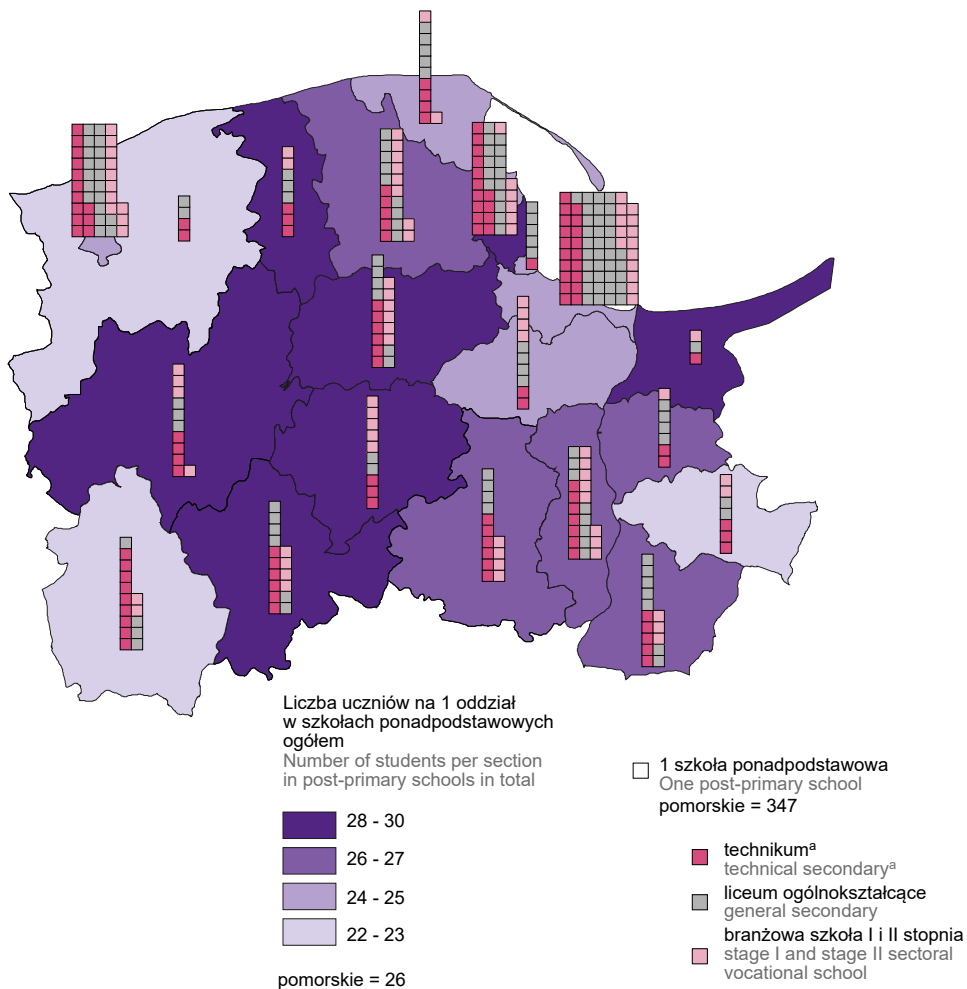 Liczba uczniów na 1 oddział
w szkołach ponadpodstawowych
ogółem
Number of students per section
in post-primary schools in total
28 - 30
26 - 27
24 - 25
22 - 23
pomorskie = 26
1 szkoła ponadpodstawowa
One post-primary school
pomorskie = 347
technikumᵃ
technical secondaryᵃ
liceum ogólnokształcące
general secondary
branżowa szkoła I i II stopnia
stage I and stage II sectoral
vocational school